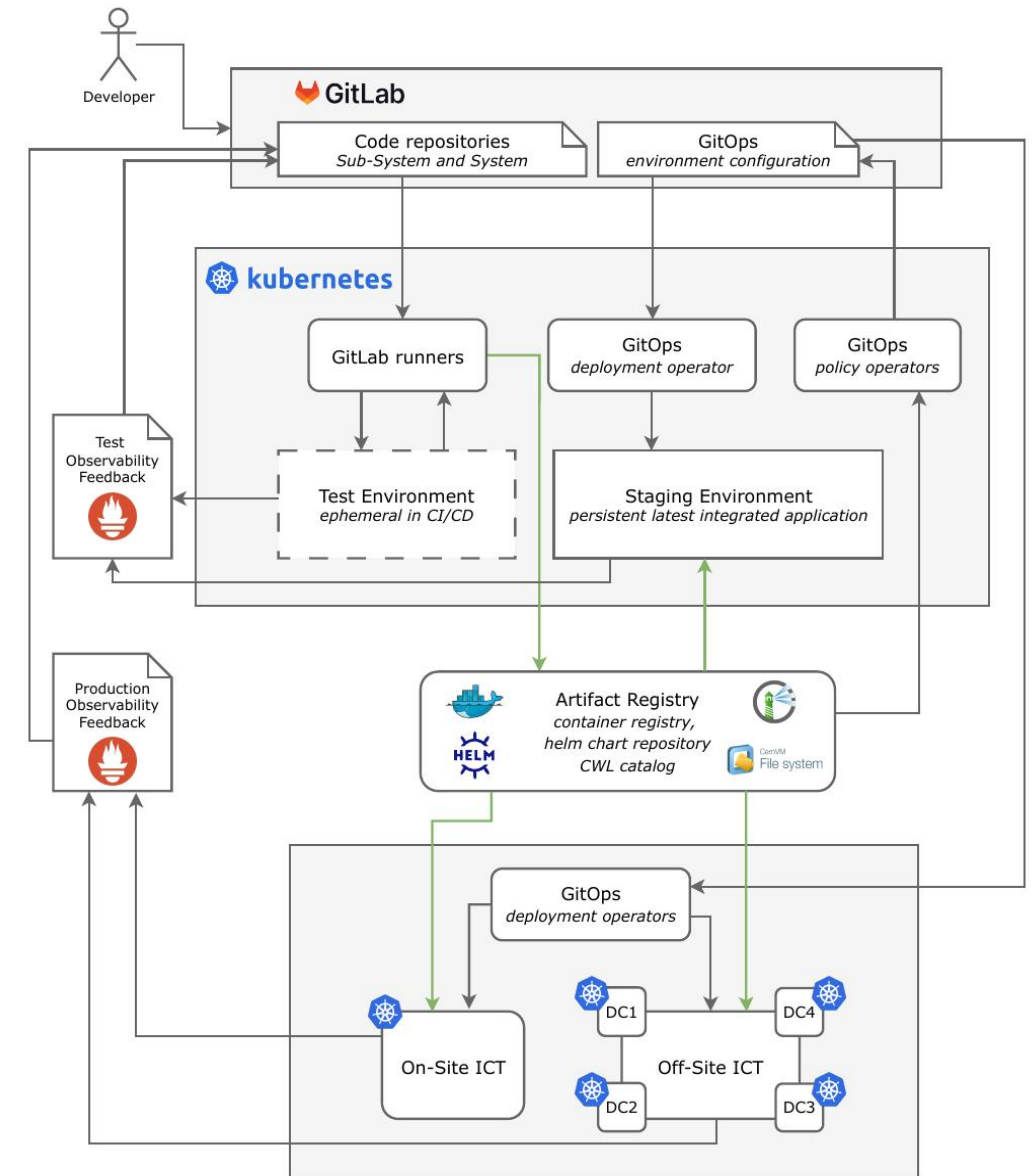 Developer
GitLab
Code repositories
Sub-System and System
GitOps
environment configuration
kubernetes
GitLab runners
GitOps
deployment operator
GitOps
policy operators
Test
Observability
Feedback
Test Environment
ephemeral in CI/CD
Staging Environment
persistent latest integrated application
Production
Observability
Feedback
Artifact Registry
container registry,
helm chart repository
CWL catalog
HELM
CernVM
File system
GitOps
deployment operators
On-Site ICT
DC1
DC4
Off-Site ICT
DC2
DC3